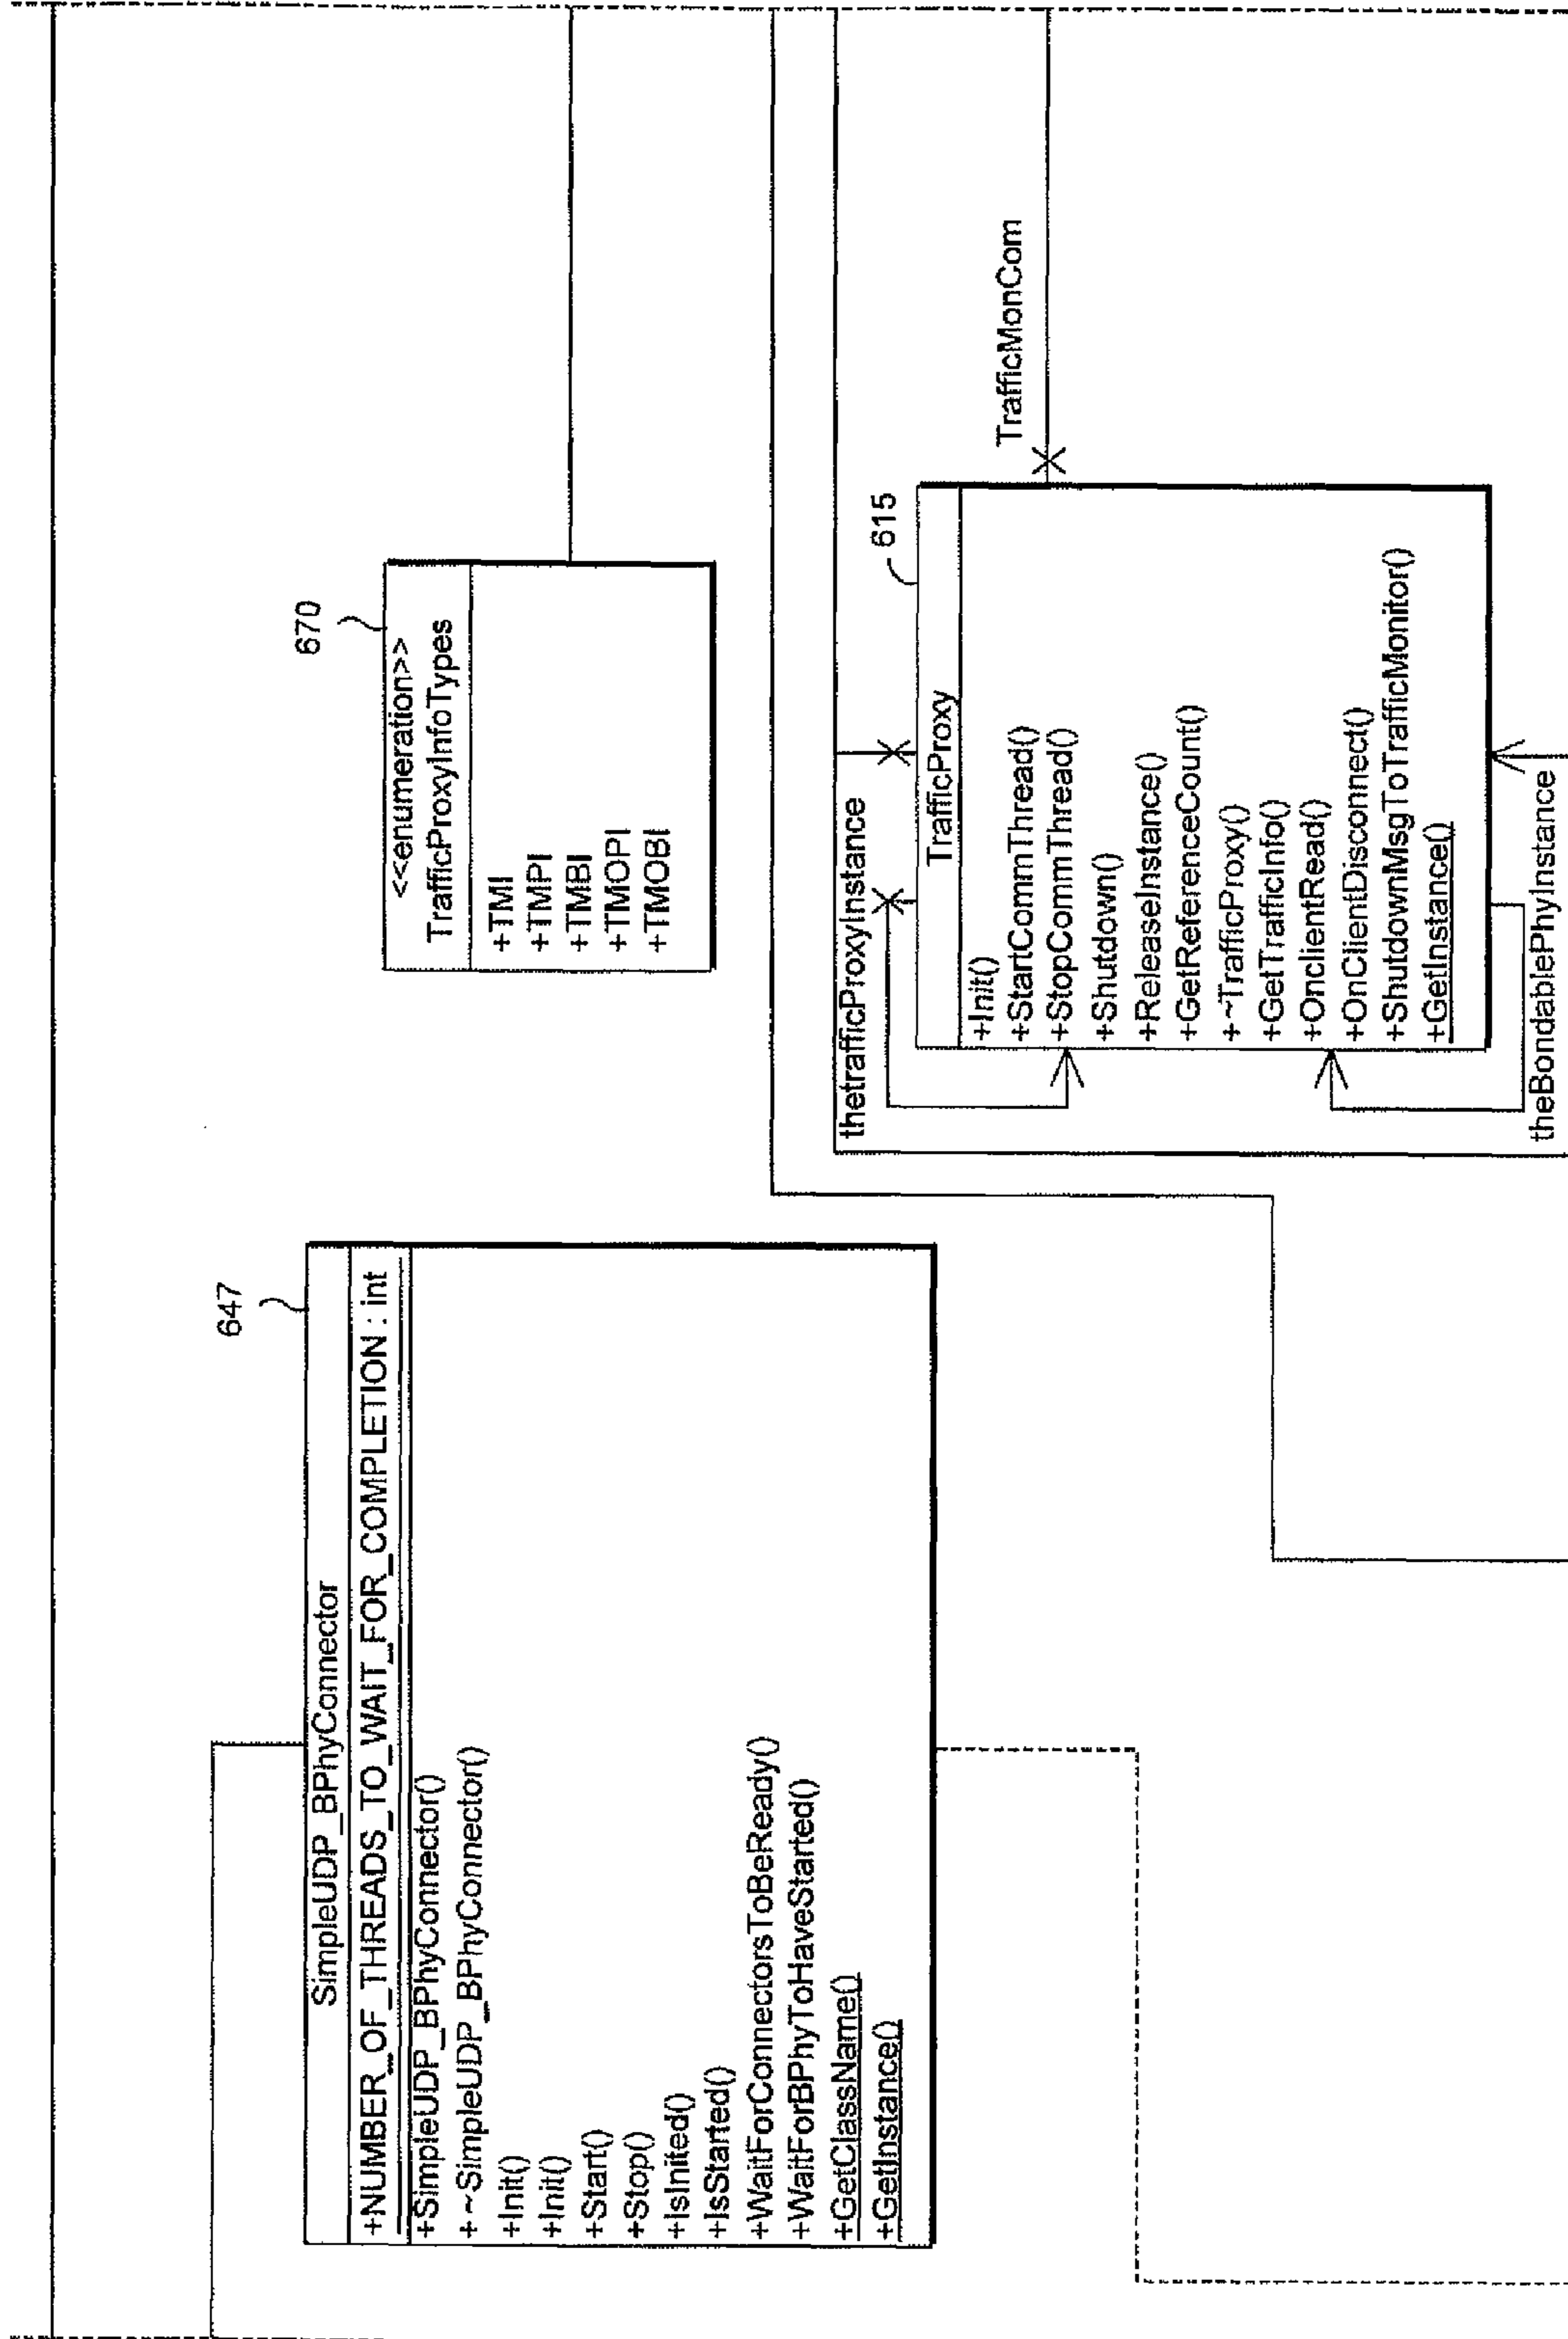 647
SimpleUDP_BPhyConnector
+NUMBER_OF_THREADS_TO_WAIT_FOR_COMPLETION : int
+SimpleUDP_BPhyConnector()
+~SimpleUDP_BPhyConnector()
+Init()
+Init()
+Start()
+Stop()
+IsInited()
+IsStarted()
+WaitForConnectorsToBeReady()
+WaitForBPhyToHaveStarted()
+GetClassName()
+GetInstance()
670
<<enumeration>>
TrafficProxyInfoTypes
+TMI
+TMPI
+TMBI
+TMOPI
+TMOBI
thetrafficProxyInstance
615
TrafficProxy
+Init()
+StartCommThread()
+StopCommThread()
+Shutdown()
+ReleaseInstance()
+GetReferenceCount()
+~TrafficProxy()
+GetTrafficInfo()
+OnclientRead()
+OnClientDisconnect()
+ShutdownMsgToTrafficMonitor()
+GetInstance()
TrafficMonCom
theBondablePhyInstance